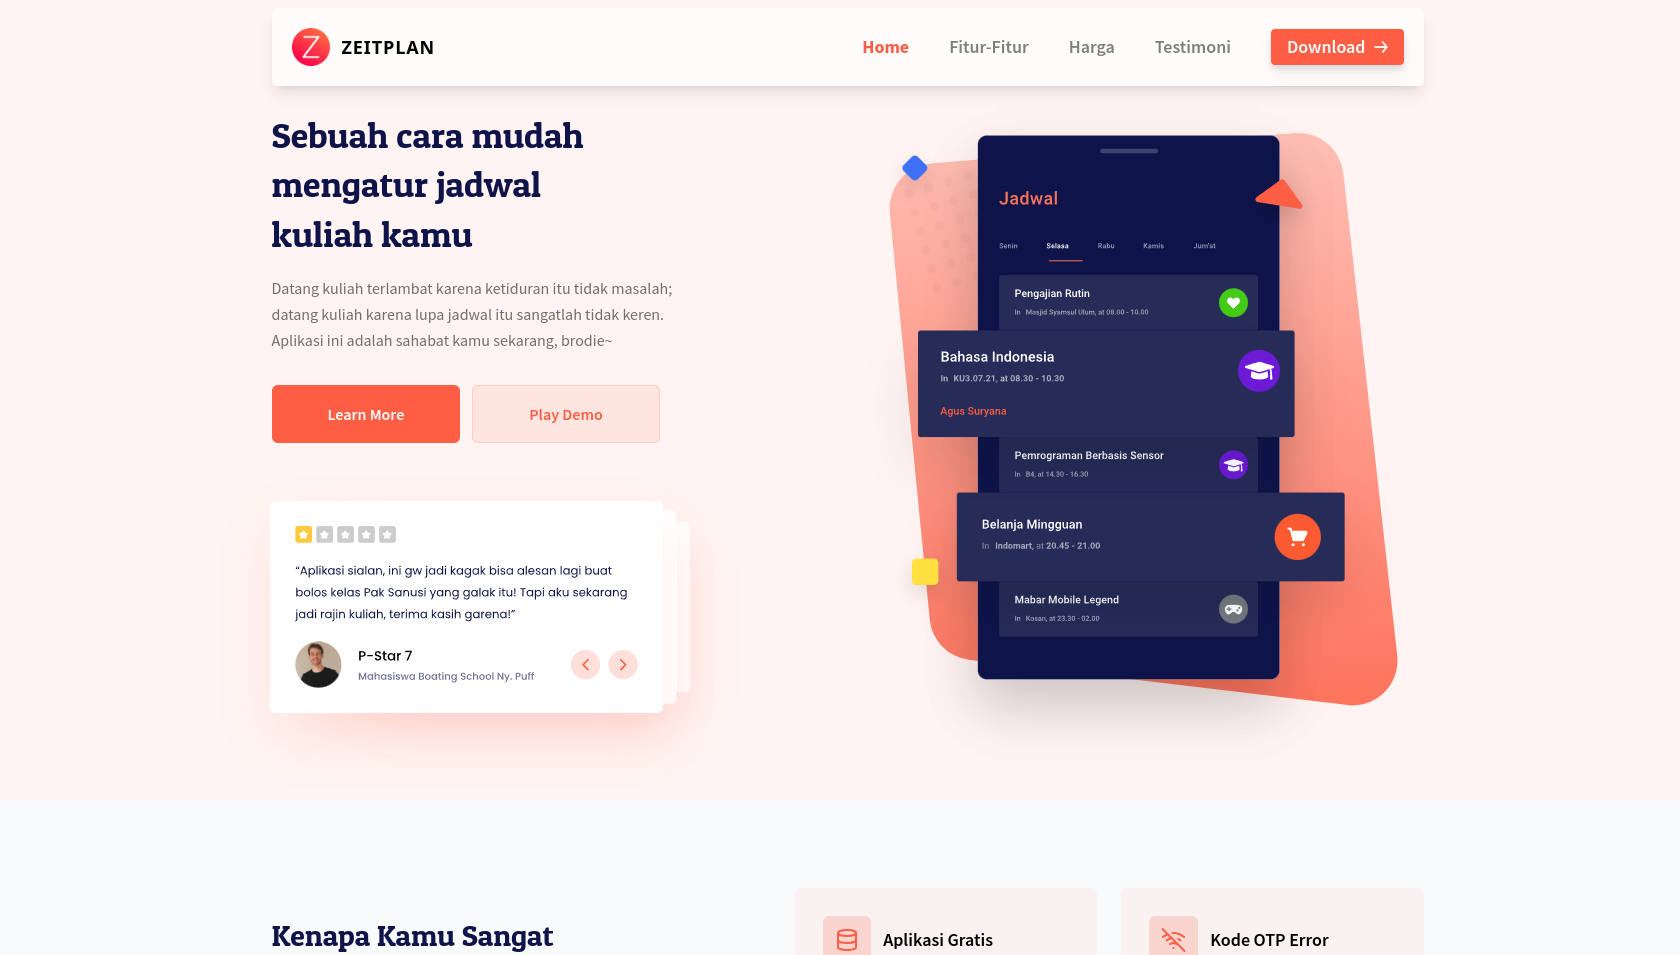 ZEITPLAN
Home Fitur-Fitur Harga Testimoni Download
Sebuah cara mudah
mengatur jadwal
kuliah kamu
Datang kuliah terlambat karena ketiduran itu tidak masalah;
datang kuliah karena lupa jadwal itu sangatlah tidak keren.
Aplikasi ini adalah sahabat kamu sekarang, brodie~
Learn More Play Demo
“Aplikasi sialan, ini gw jadi kagak bisa alesan lagi buat
bolos kelas Pak Sanusi yang galak itu! Tapi aku sekarang
jadi rajin kuliah, terima kasih garena!”
P-Star 7
Mahasiswa Boating School Ny. Puff
Jadwal
Senin Selasa Rabu Kamis Jum'at
Pengajian Rutin
In Masjid Syamsul Ulum, at 08.00 - 10.00
Bahasa Indonesia
In KU3.07.21, at 08.30 - 10.30
Agus Suryana
Pemrograman Berbasis Sensor
In B4, at 14.30 - 16.30
Belanja Mingguan
In Indomart, at 20.45 - 21.00
Mabar Mobile Legend
In Kosan, at 23.30 - 02.00
Kenapa Kamu Sangat
Aplikasi Gratis
Kode OTP Error